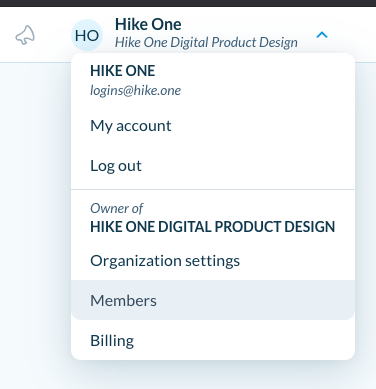 HO
Hike One
Hike One Digital Product Design
HIKE ONE
logins@hike.one
My account
Log out
Owner of
HIKE ONE DIGITAL PRODUCT DESIGN
Organization settings
Members
Billing